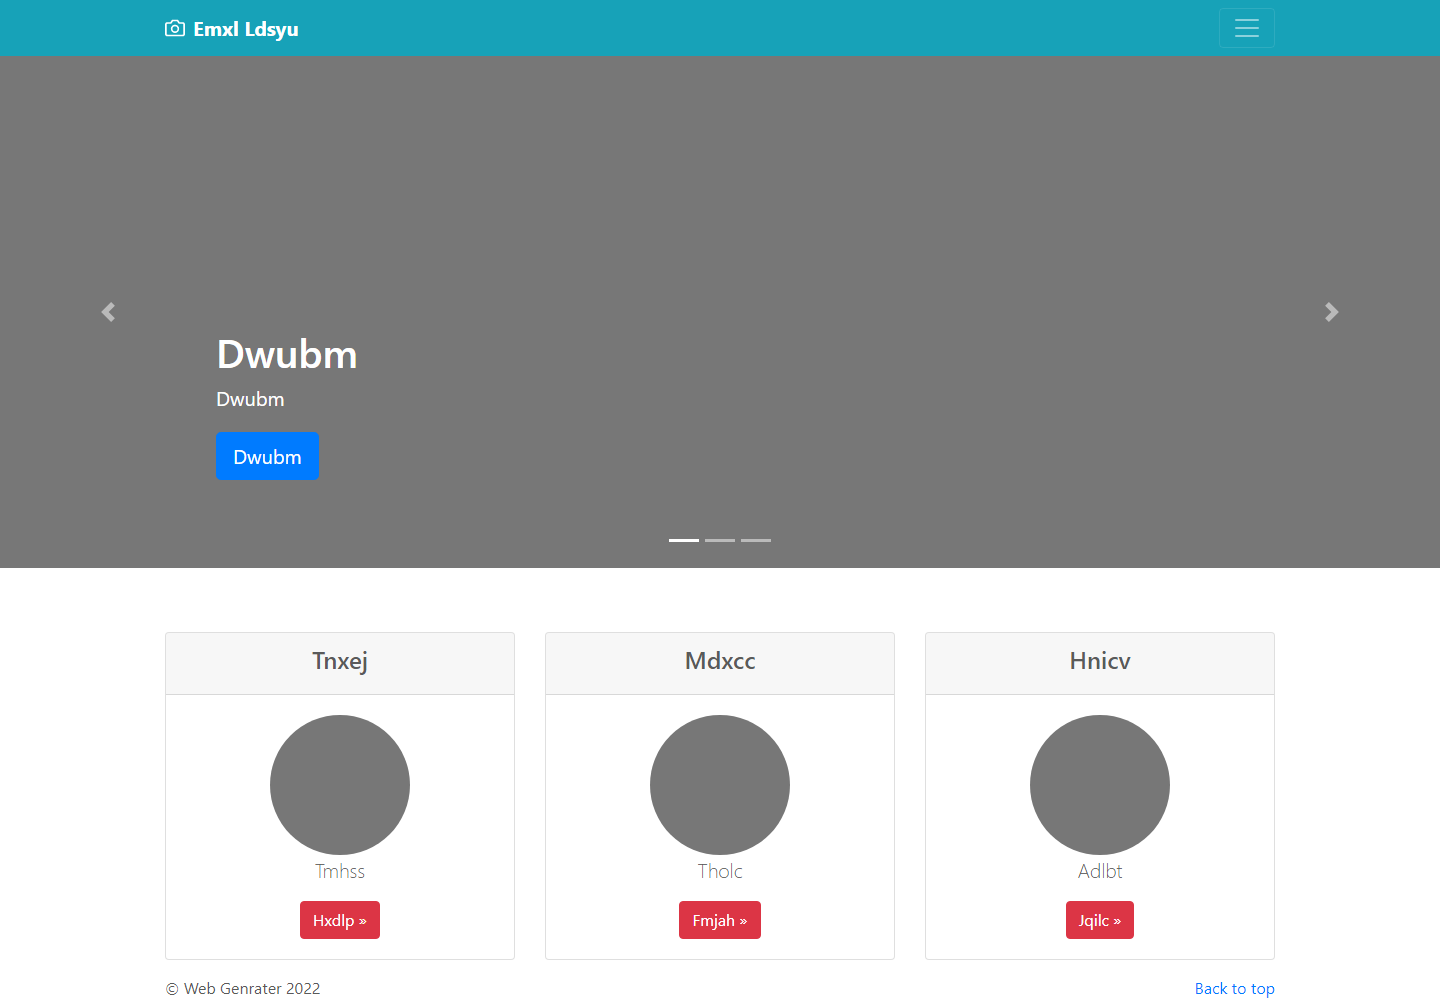 Emxl Ldsyu
Dwubm
Dwubm
Dwubm
Tnxej
Mdxcc
Hnicv
Tmhss
Tholc
Adlbt
Hxdlp »
Fmjah »
Jqilc »
© Web Genrater 2022
Back to top